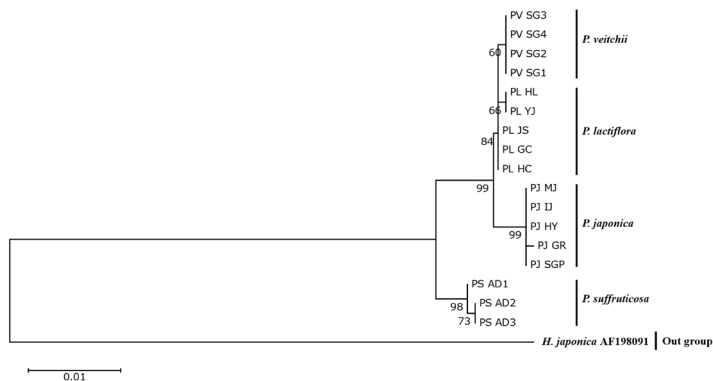 PV SG3
PV SG4
P. veitchii
60
PV SG2
PV SG1
PL HL
66
PL YJ
PL JS
P. lactiflora
84
PL GC
PL HC
99
PJ MJ
PJ IJ
PJ HY
P. japonica
99
PJ GR
PJ SGP
PS AD1
98
PS AD2
P. suffruticosa
73
PS AD3
H. japonica AF198091
Out group
0.01